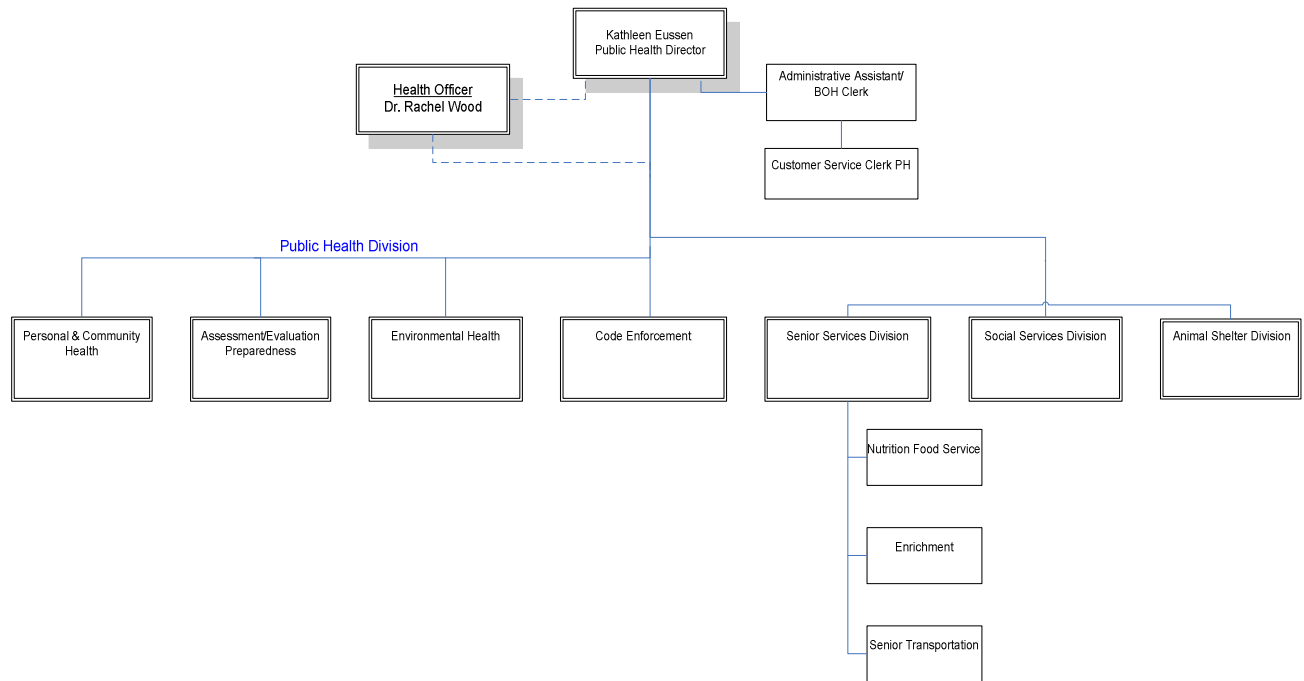 Kathleen Eussen
Public Health Director
Health Officer
Dr. Rachel Wood
Administrative Assistant/
BOH Clerk
Customer Service Clerk PH
Public Health Division
Personal & Community
Health
Assessment/Evaluation
Preparedness
Environmental Health
Code Enforcement
Senior Services Division
Social Services Division
Animal Shelter Division
Nutrition Food Service
Enrichment
Senior Transportation